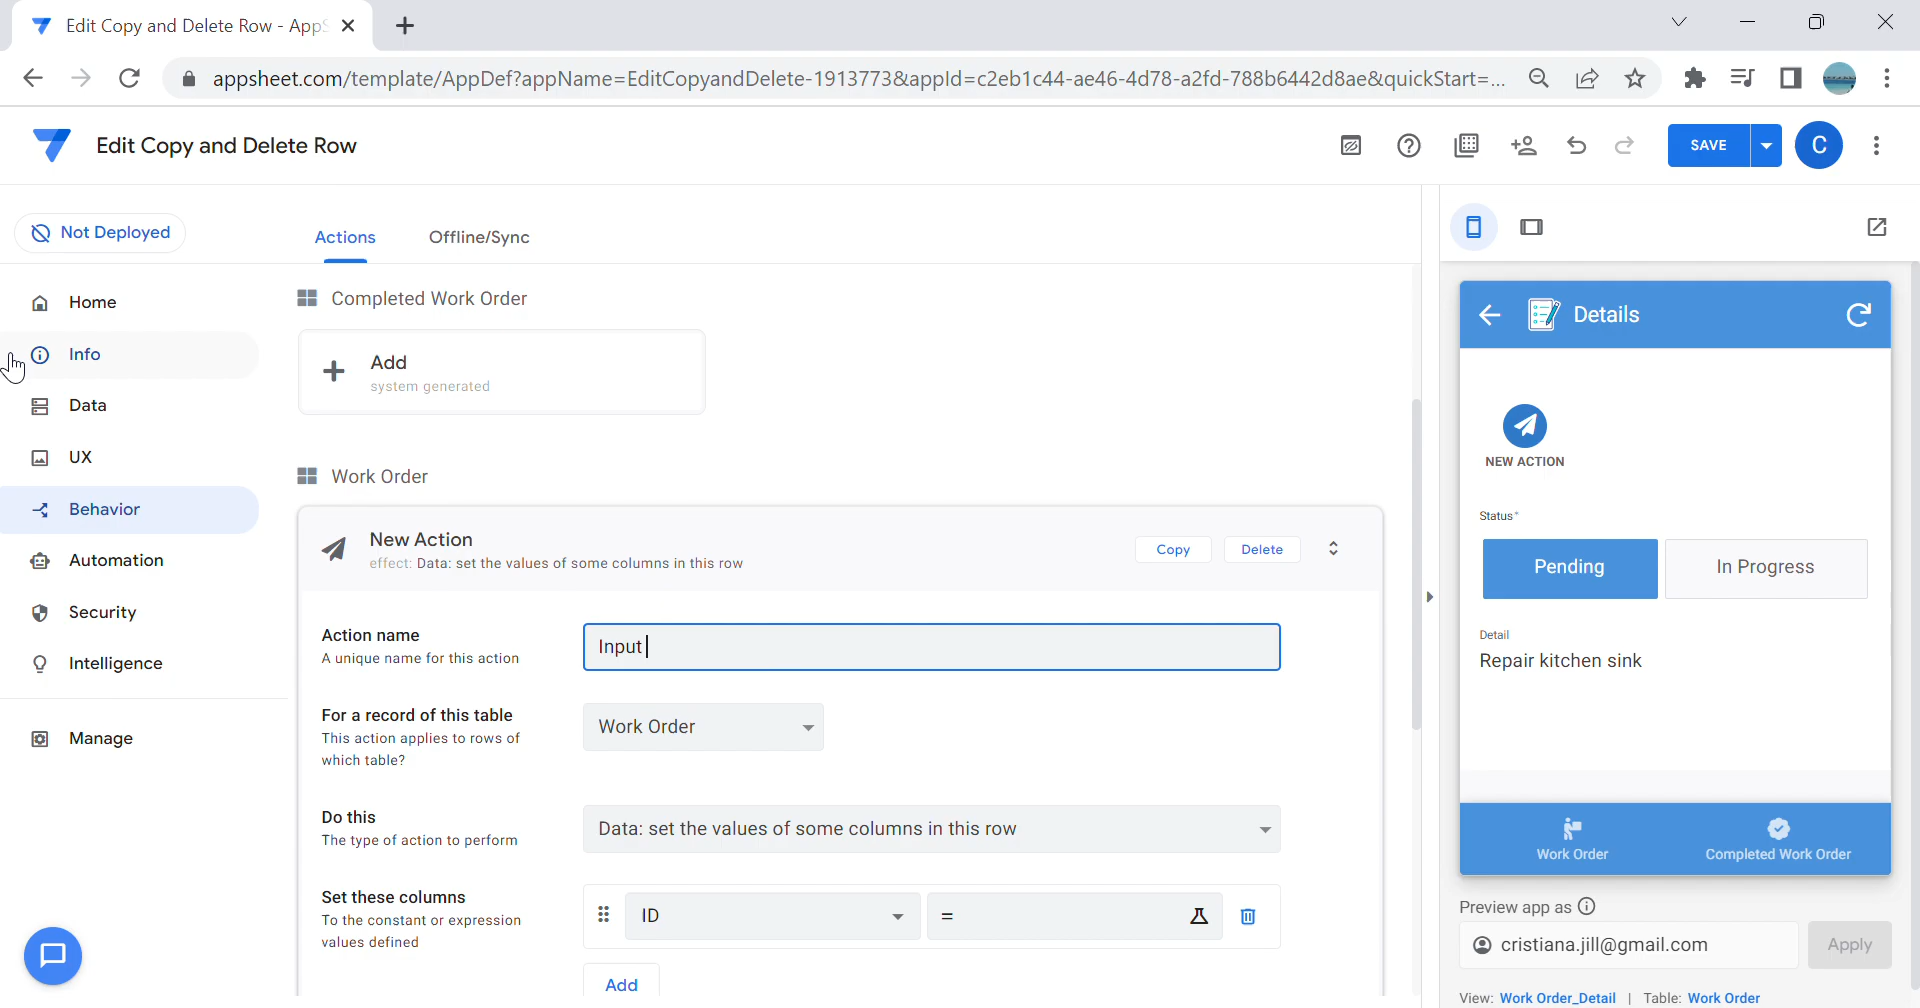 Edit Copy and Delete Row - App
appsheet.com/template/AppDef?appName=EditCopyandDelete-1913773&appId=c2eb1c44-ae46-4d78-a2fd-788b6442d8ae&quickStart=...
Edit Copy and Delete Row
SAVE
C
Not Deployed
Actions
Offline/Sync
Home
Info
Data
UX
Behavior
Automation
Security
Intelligence
Manage
Completed Work Order
Add
system generated
Work Order
New Action
effect: Data: set the values of some columns in this row
Copy
Delete
Action name
A unique name for this action
Input
For a record of this table
This action applies to rows of
which table?
Work Order
Do this
The type of action to perform
Data: set the values of some columns in this row
Set these columns
To the constant or expression
values defined
ID
=
Add
Details
NEW ACTION
Status*
Pending
In Progress
Detail
Repair kitchen sink
Work Order
Completed Work Order
Preview app as
cristiana.jill@gmail.com
Apply
View: Work Order_Detail | Table: Work Order